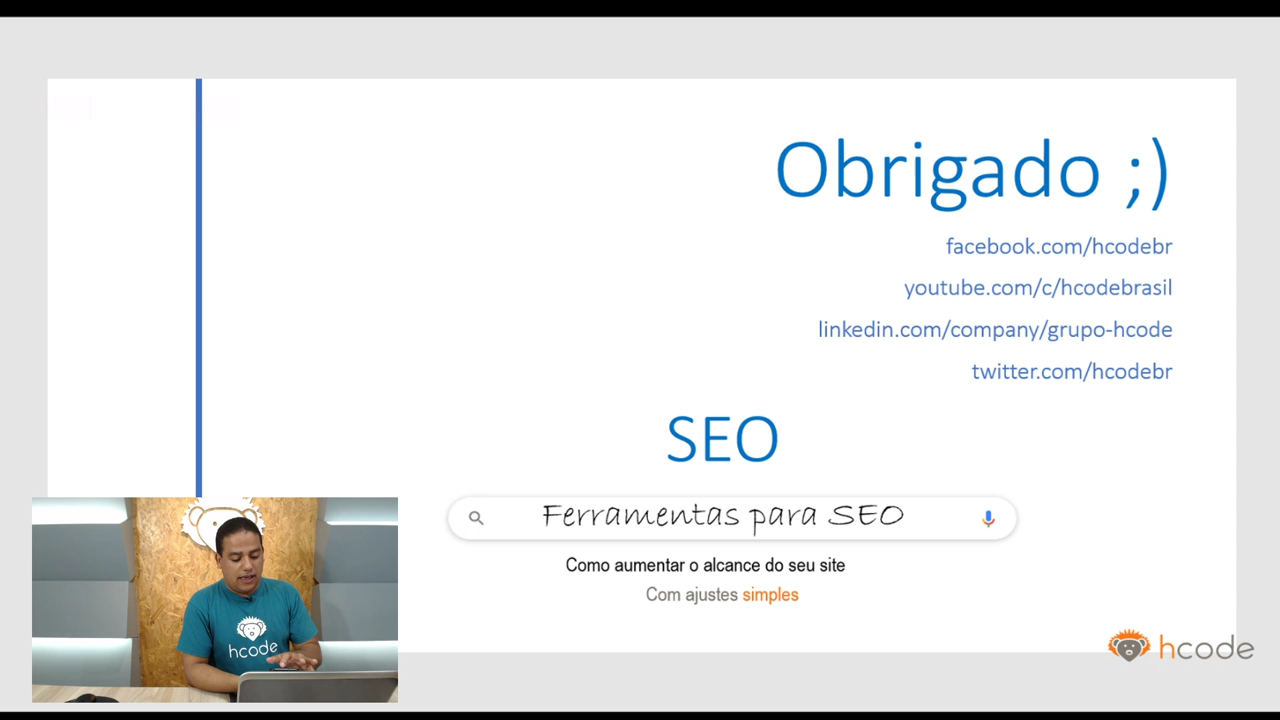 Obrigado ;)
facebook.com/hcodebr
youtube.com/c/hcodebrasil
linkedin.com/company/grupo-hcode
twitter.com/hcodebr
SEO
Ferramentas para SEO
Como aumentar o alcance do seu site
Com ajustes simples
hcode
hcode